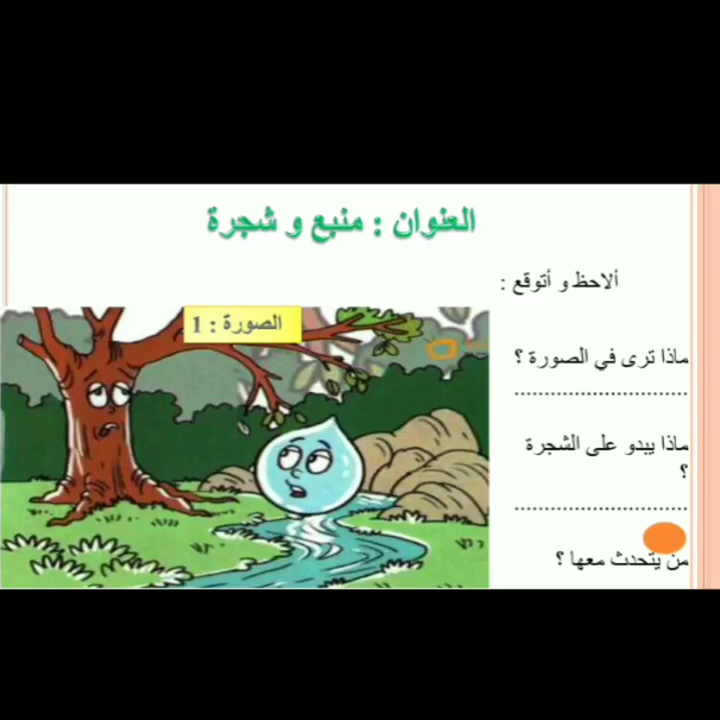 العنوان : منبع و شجرة
ألاحظ و أتوقع :
الصورة : 1
ماذا ترى في الصورة ؟
.............................
ماذا يبدو على الشجرة
؟
.............................
من يتحدث معها ؟